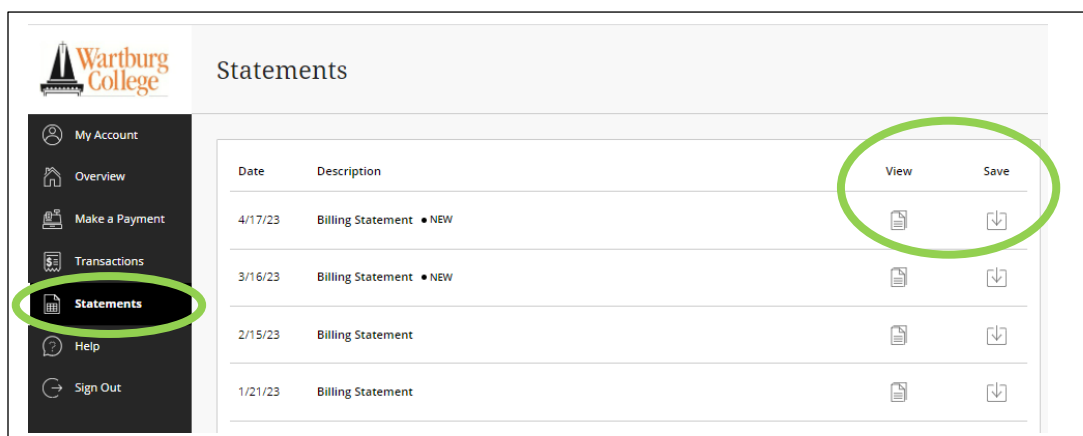 Wartburg
College
Statements
My Account
Overview
Make a Payment
Transactions
Statements
Help
Sign Out
Date Description View Save
4/17/23 Billing Statement • NEW
3/16/23 Billing Statement • NEW
2/15/23 Billing Statement
1/21/23 Billing Statement